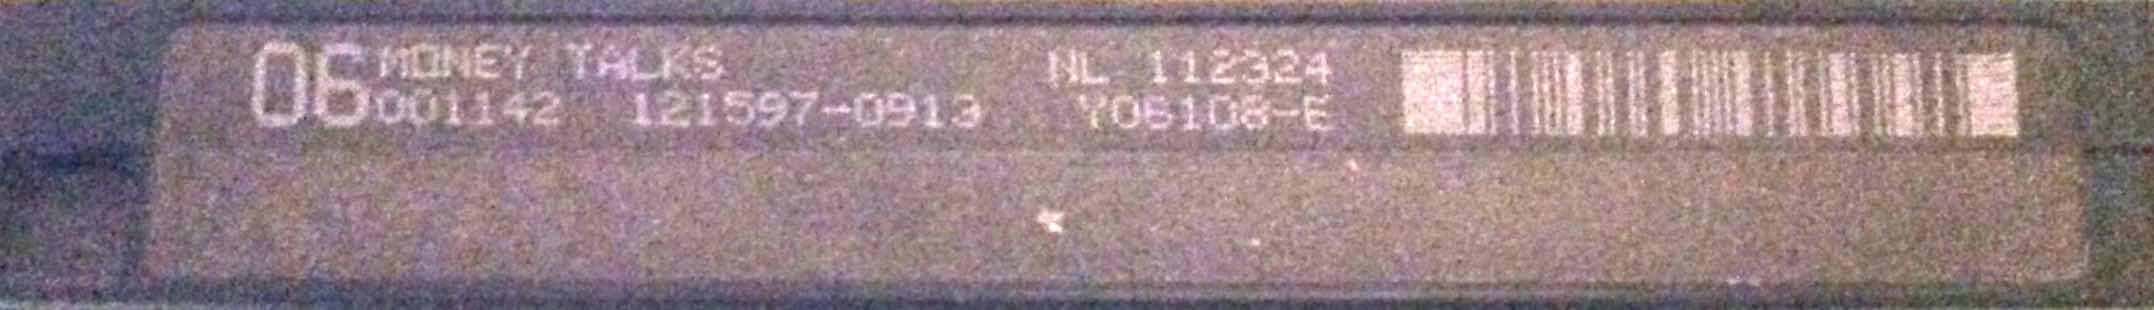 06 MONEY TALKS NL 112324
001142 121597-0913 Y06108-E